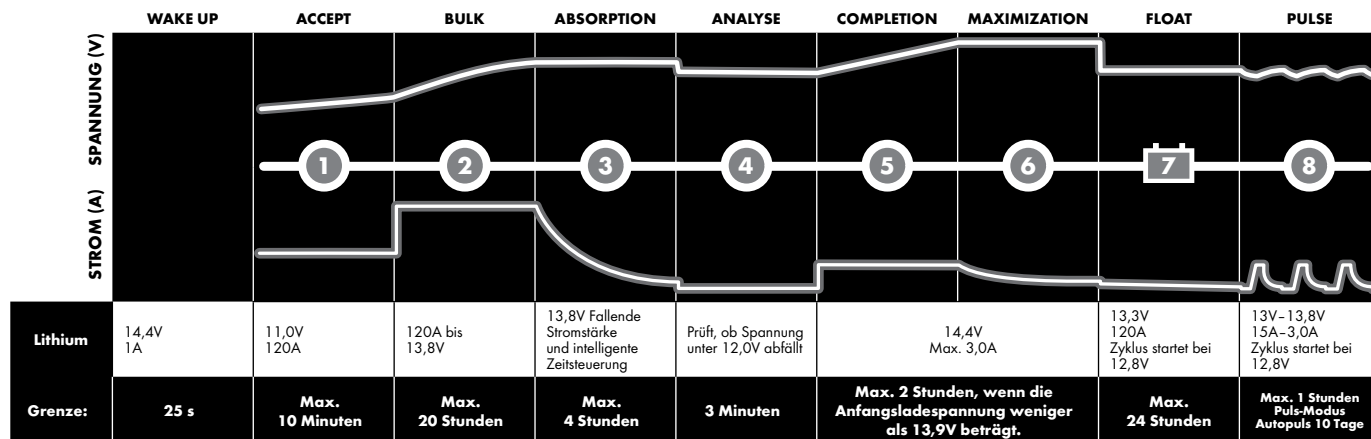 WAKE UP ACCEPT BULK ABSORPTION ANALYSE COMPLETION MAXIMIZATION FLOAT PULSE
SPANNUNG (V)
1 2 3 4 5 6 7 8
STROM (A)
Lithium
14,4V
1A
11,0V
120A
120A bis
13,8V
13,8V Fallende
Stromstärke
und intelligente
Zeitsteuerung
Prüft, ob Spannung
unter 12,0V abfällt
14,4V
Max. 3,0A
13,3V
120A
Zyklus startet bei
12,8V
13V–13,8V
15A–3,0A
Zyklus startet bei
12,8V
Grenze:
25 s
Max.
10 Minuten
Max.
20 Stunden
Max.
4 Stunden
3 Minuten
Max. 2 Stunden, wenn die
Anfangsladespannung weniger
als 13,9V beträgt.
Max.
24 Stunden
Max. 1 Stunden
Puls-Modus
Autopuls 10 Tage